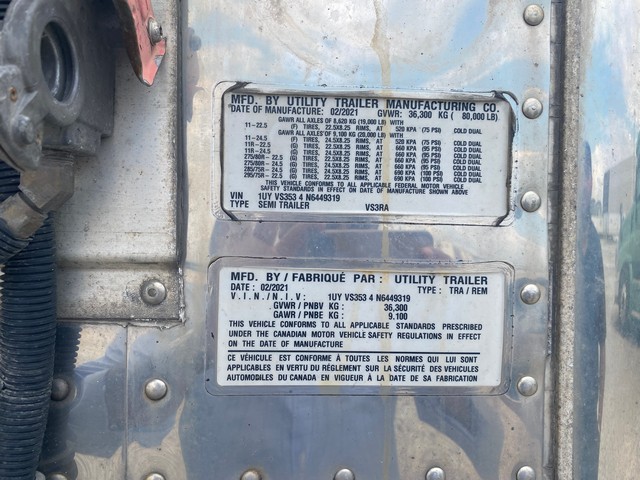 MFD. BY UTILITY TRAILER MANUFACTURING CO.
DATE OF MANUFACTURE: 02/2021 GVWR: 36,300 KG ( 80,000 LB)
GAWR ALL AXLES OF 8,628 KG (19,000 LB) WITH
11-22.5 (F) TIRES, 22.5X8.25 RIMS, AT 520 KPA (75 PSI) COLD DUAL
GAWR ALL AXLES OF 9,100 KG (20,000 LB) WITH
11-24.5 (F) TIRES, 24.5X8.25 RIMS, AT 520 KPA (75 PSI) COLD DUAL
11R-22.5 (G) TIRES, 22.5X8.25 RIMS, AT 660 KPA (95 PSI) COLD DUAL
11R-24.5 (G) TIRES, 24.5X8.25 RIMS, AT 660 KPA (95 PSI) COLD DUAL
275/80R-22.5 (G) TIRES, 22.5X8.25 RIMS, AT 660 KPA (95 PSI) COLD DUAL
275/80R-24.5 (G) TIRES, 24.5X8.25 RIMS, AT 660 KPA (95 PSI) COLD DUAL
285/75R-24.5 (G) TIRES, 24.5X8.25 RIMS, AT 690 KPA (100 PSI) COLD DUAL
295/75R-22.5 (G) TIRES, 22.5X8.25 RIMS, AT 690 KPA (100 PSI) COLD DUAL
THIS VEHICLE CONFORMS TO ALL APPLICABLE FEDERAL MOTOR VEHICLE
SAFETY STANDARDS IN EFFECT ON DATE OF MANUFACTURE SHOWN ABOVE
VIN 1UY VS353 4 N6449319
TYPE SEMI TRAILER VS3RA
MFD. BY / FABRIQUÉ PAR : UTILITY TRAILER
DATE : 02/2021 TYPE : TRA / REM
V.I.N./N.I.V: 1UY VS353 4 N6449319
GVWR / PNBV KG : 36,300
GAWR / PNBE KG : 9,100
THIS VEHICLE CONFORMS TO ALL APPLICABLE STANDARDS PRESCRIBED
UNDER THE CANADIAN MOTOR VEHICLE SAFETY REGULATIONS IN EFFECT
ON THE DATE OF MANUFACTURE
CE VÉHICULE EST CONFORME À TOUTES LES NORMES QUI LUI SONT
APPLICABLES EN VERTU DU RÉGLEMENT SUR LA SÉCURITÉ DES VÉHICLES
AUTOMOBILES DU CANADA EN VIGUEUR À LA DATE DE SA FABRICATION